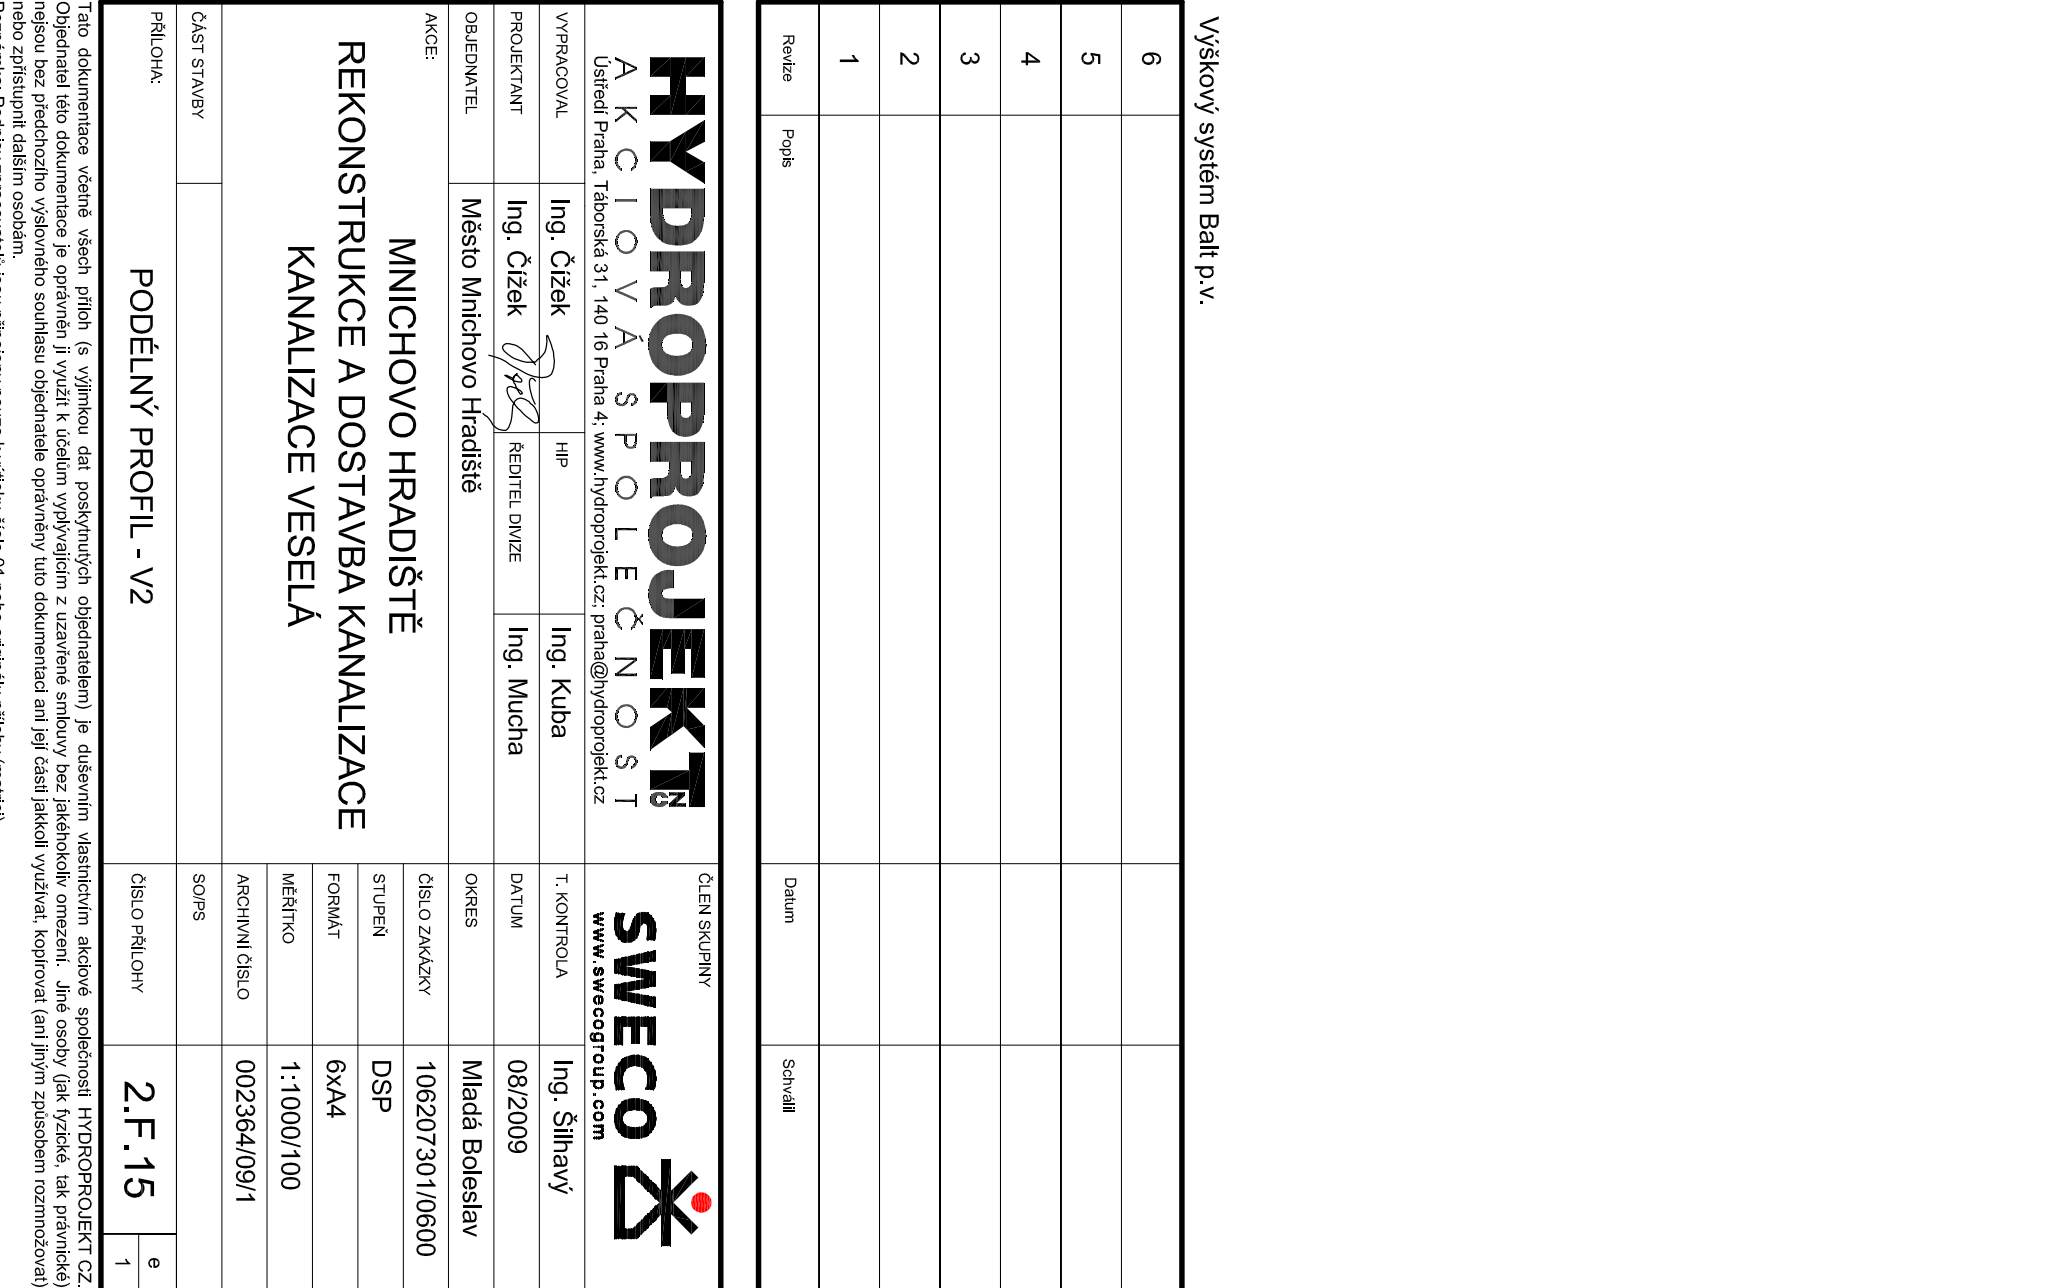 Výškový systém Balt p.v.
6
5
4
3
2
1
Revize Popis Datum Schválil
HYDROPROJEKT CZ
AKCIOVÁ SPOLEČNOST
Ústředí Praha, Táborská 31, 140 16 Praha 4; www.hydroprojekt.cz; praha@hydroprojekt.cz
ČLEN SKUPINY
SWECO
www.swecogroup.com
VYPRACOVAL Ing. Čížek HIP Ing. Kuba T. KONTROLA Ing. Šilhavý
PROJEKTANT Ing. Čížek ŘEDITEL DIVIZE Ing. Mucha DATUM 08/2009
OBJEDNATEL Město Mnichovo Hradiště OKRES Mladá Boleslav
AKCE:
MNICHOVO HRADIŠTĚ
REKONSTRUKCE A DOSTAVBA KANALIZACE
KANALIZACE VESELÁ
ČÍSLO ZAKÁZKY 106207301/0600
STUPEŇ DSP
FORMÁT 6xA4
MĚŘÍTKO 1:1000/100
ARCHIVNÍ ČÍSLO 002364/09/1
ČÁST STAVBY SO/PS
PŘÍLOHA:
PODÉLNÝ PROFIL - V2
ČÍSLO PŘÍLOHY 2.F.15
e
1
Tato dokumentace včetně všech příloh (s výjimkou dat poskytnutých objednatelem) je duševním vlastnictvím akciové společnosti HYDROPROJEKT CZ.
Objednatel této dokumentace je oprávněn ji využít k účelům vyplývajícím z uzavřené smlouvy bez jakéhokoliv omezení. Jiné osoby (jak fyzické, tak právnické)
nejsou bez předchozího výslovného souhlasu objednatele oprávněny tuto dokumentaci ani její části jakkoli využívat, kopírovat (ani jiným způsobem rozmnožovat)
nebo zpřístupnit dalším osobám.